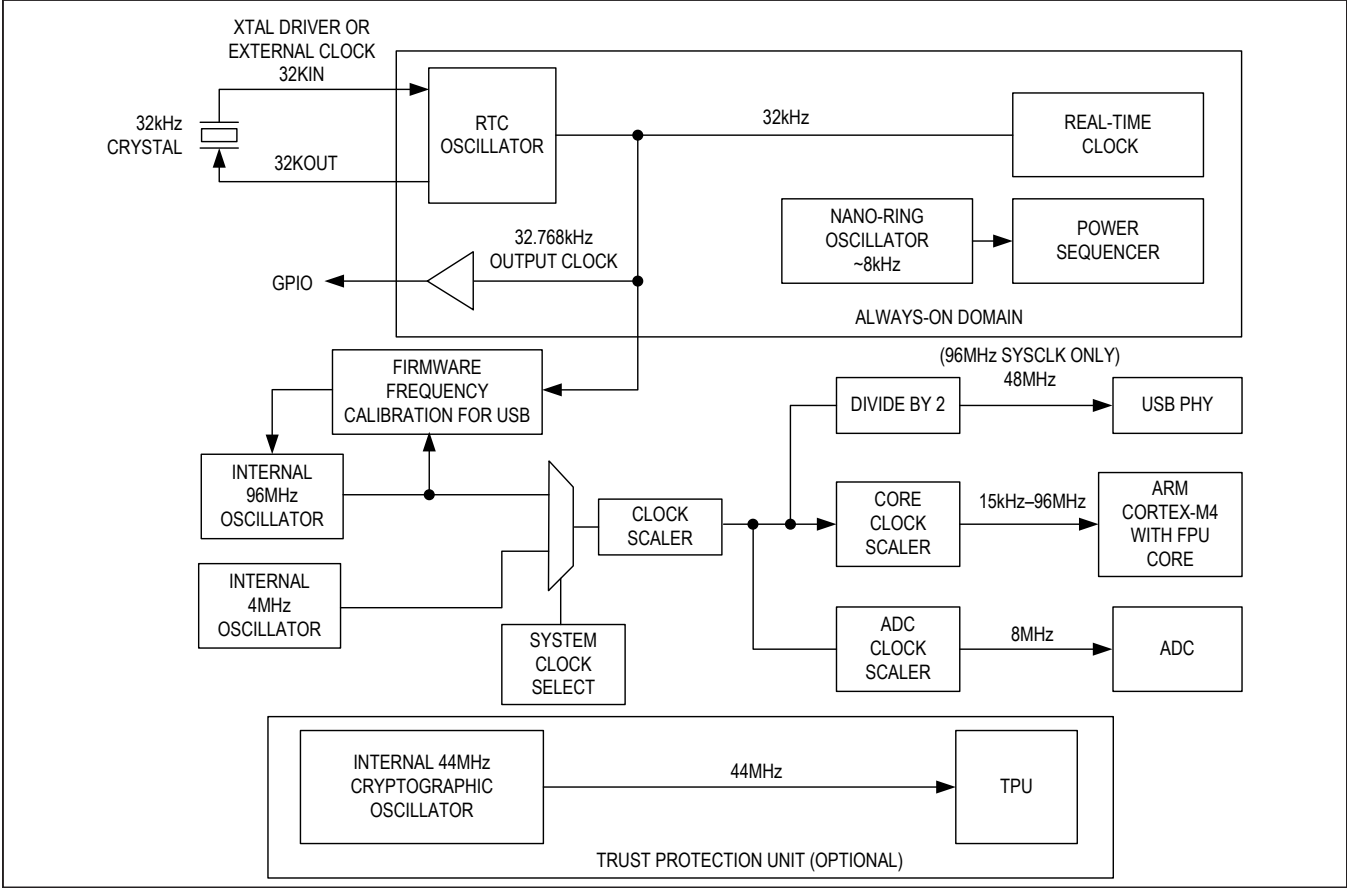 XTAL DRIVER OR
EXTERNAL CLOCK
32KIN
32kHz
CRYSTAL
32KOUT
RTC
OSCILLATOR
32kHz
REAL-TIME
CLOCK
NANO-RING
OSCILLATOR
~8kHz
POWER
SEQUENCER
32.768kHz
OUTPUT CLOCK
GPIO
ALWAYS-ON DOMAIN
FIRMWARE
FREQUENCY
CALIBRATION FOR USB
(96MHz SYSCLK ONLY)
48MHz
DIVIDE BY 2
USB PHY
INTERNAL
96MHz
OSCILLATOR
CLOCK
SCALER
CORE
CLOCK
SCALER
15kHz–96MHz
ARM
CORTEX-M4
WITH FPU
CORE
INTERNAL
4MHz
OSCILLATOR
SYSTEM
CLOCK
SELECT
ADC
CLOCK
SCALER
8MHz
ADC
INTERNAL 44MHz
CRYPTOGRAPHIC
OSCILLATOR
44MHz
TPU
TRUST PROTECTION UNIT (OPTIONAL)